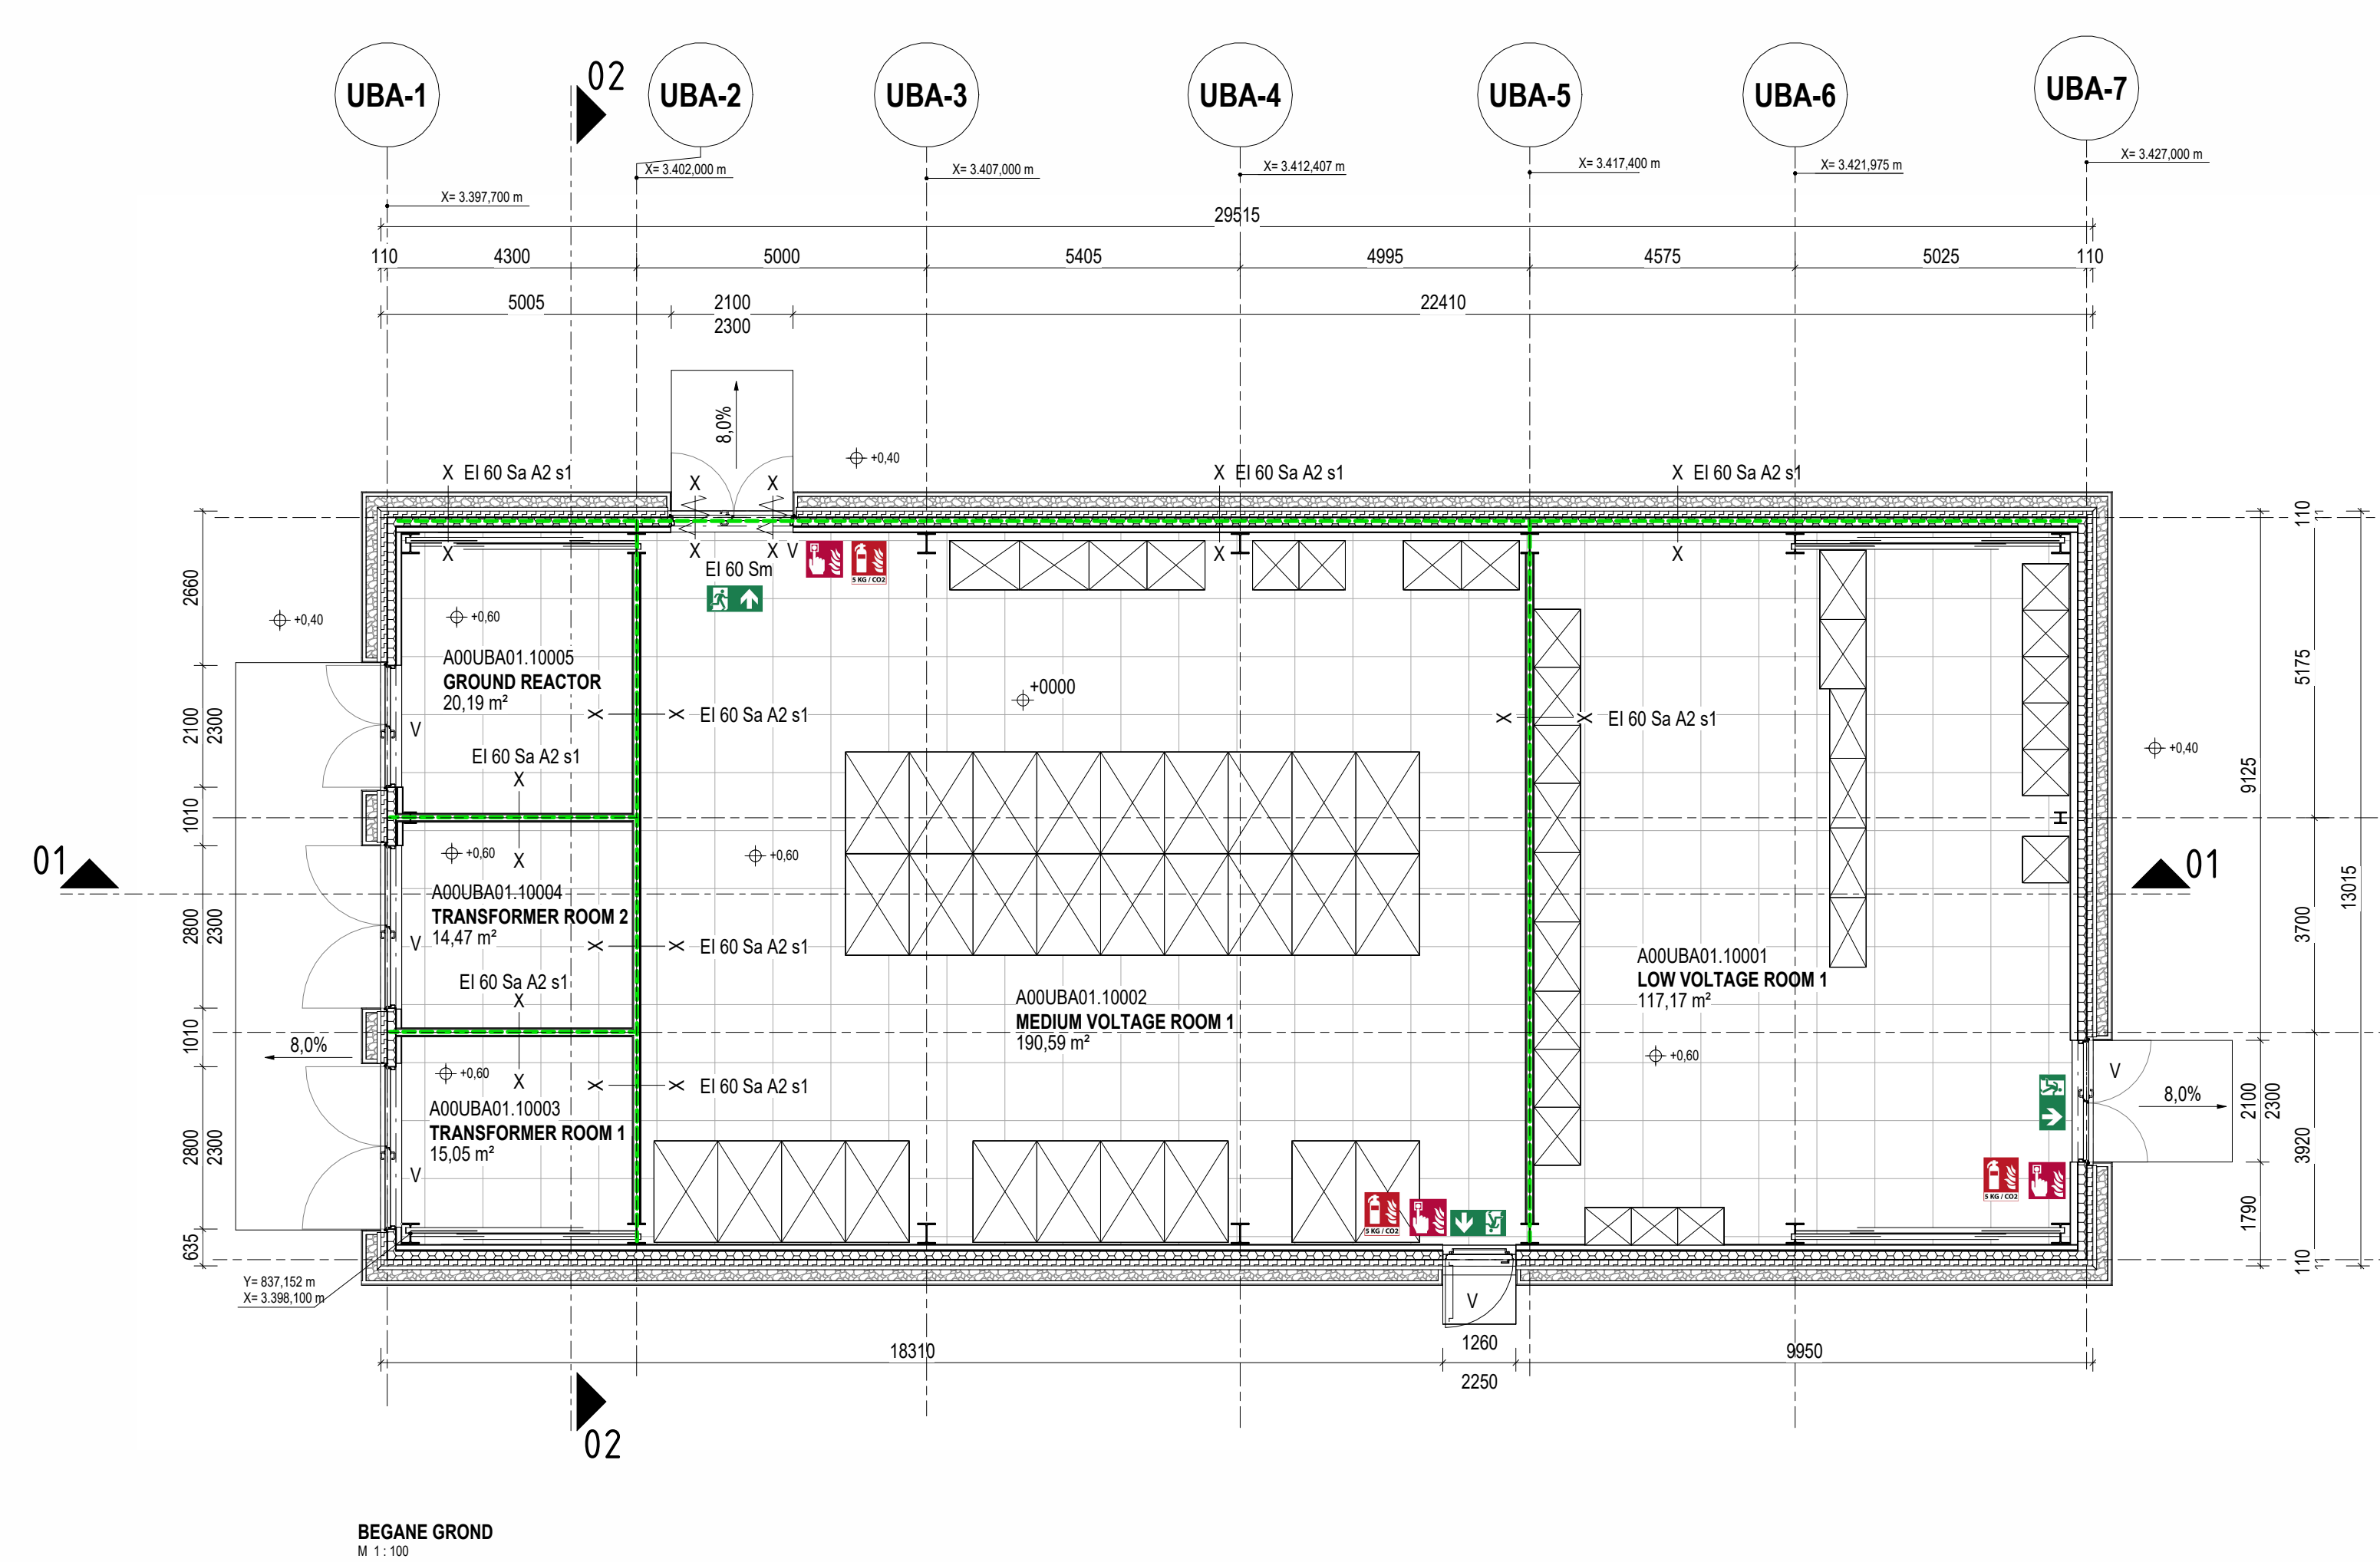 02
UBA-1
UBA-2
UBA-3
UBA-4
UBA-5
UBA-6
UBA-7
X= 3.397,700 m
X= 3.402,000 m
X= 3.407,000 m
X= 3.412,407 m
X= 3.417,400 m
X= 3.421,975 m
X= 3.427,000 m
29515
110
4300
5000
5405
4995
4575
5025
110
5005
2100
2300
22410
8,0%
+0,40
X EI 60 Sa A2 s1
X
X
X EI 60 Sa A2 s1
X EI 60 Sa A2 s1
X
X
X
V
X
X
EI 60 Sm
5 KG / CO2
110
2660
+0,40
+0,60
A00UBA01.10005
GROUND REACTOR
20,19 m²
+0000
5175
2100
2300
V
X
X EI 60 Sa A2 s1
X
X EI 60 Sa A2 s1
+0,40
9125
EI 60 Sa A2 s1
X
1010
01
+0,60
X
+0,60
01
13015
A00UBA01.10004
TRANSFORMER ROOM 2
14,47 m²
2800
2300
V
X
X EI 60 Sa A2 s1
3700
EI 60 Sa A2 s1
X
A00UBA01.10002
MEDIUM VOLTAGE ROOM 1
190,59 m²
A00UBA01.10001
LOW VOLTAGE ROOM 1
117,17 m²
1010
8,0%
+0,60
+0,60
X
X
X EI 60 Sa A2 s1
V
8,0%
2100
2300
A00UBA01.10003
TRANSFORMER ROOM 1
15,05 m²
2800
2300
V
3920
5 KG / CO2
5 KG / CO2
1790
635
110
Y= 837,152 m
X= 3.398,100 m
V
18310
1260
2250
9950
02
BEGANE GROND
M 1 : 100